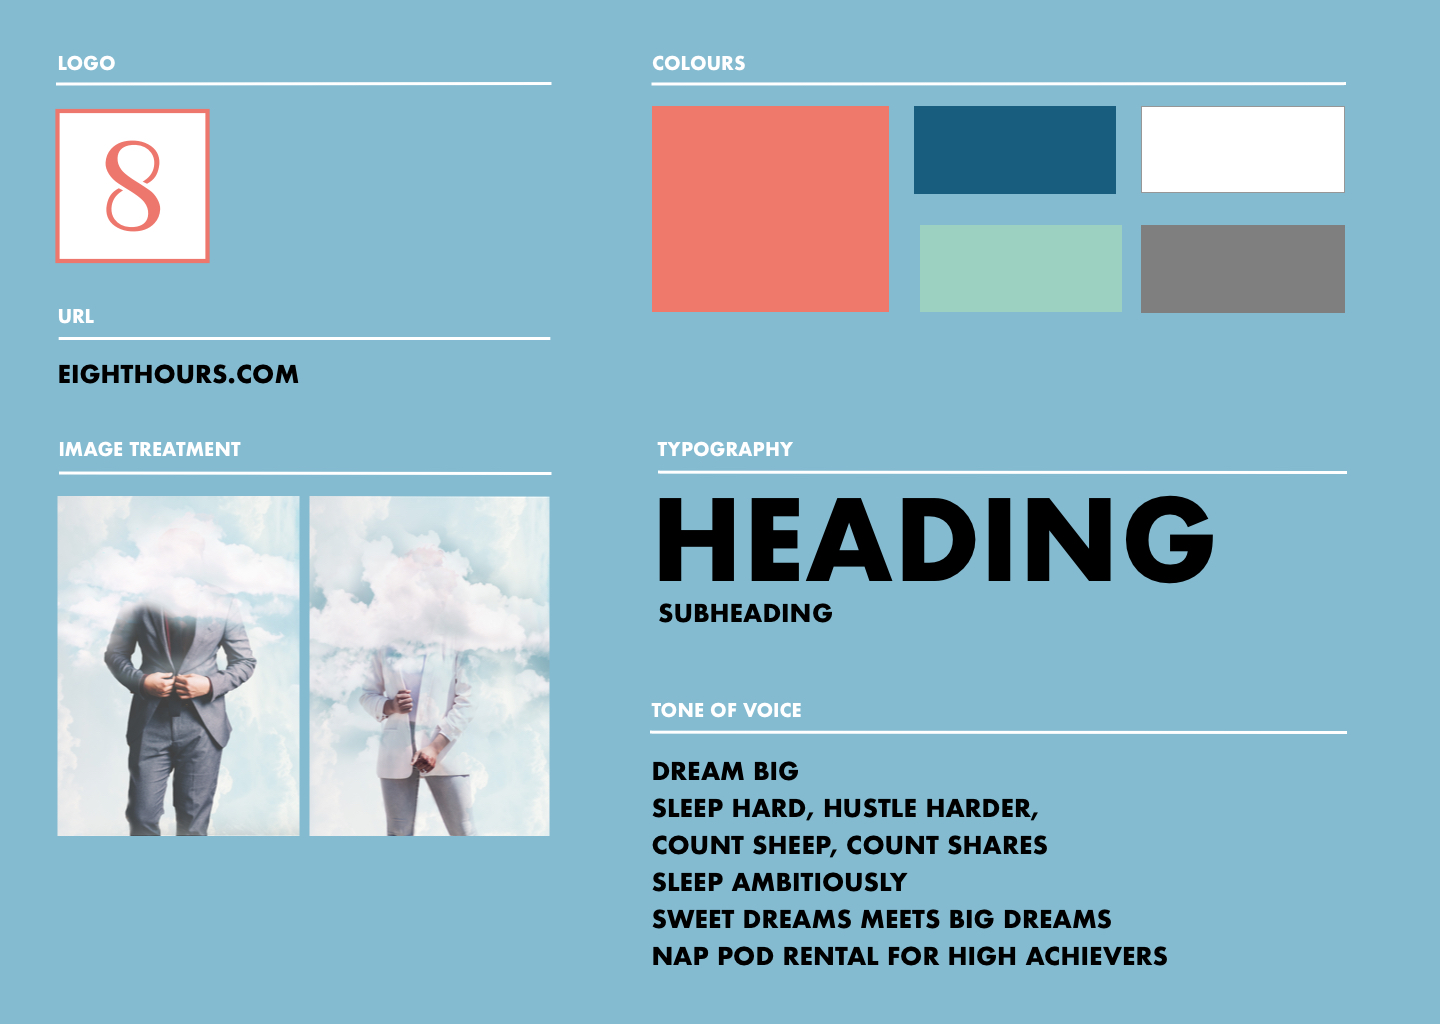 LOGO
8
URL
EIGHTHOURS.COM
IMAGE TREATMENT
COLOURS
TYPOGRAPHY
HEADING
SUBHEADING
TONE OF VOICE
DREAM BIG
SLEEP HARD, HUSTLE HARDER,
COUNT SHEEP, COUNT SHARES
SLEEP AMBITIOUSLY
SWEET DREAMS MEETS BIG DREAMS
NAP POD RENTAL FOR HIGH ACHIEVERS